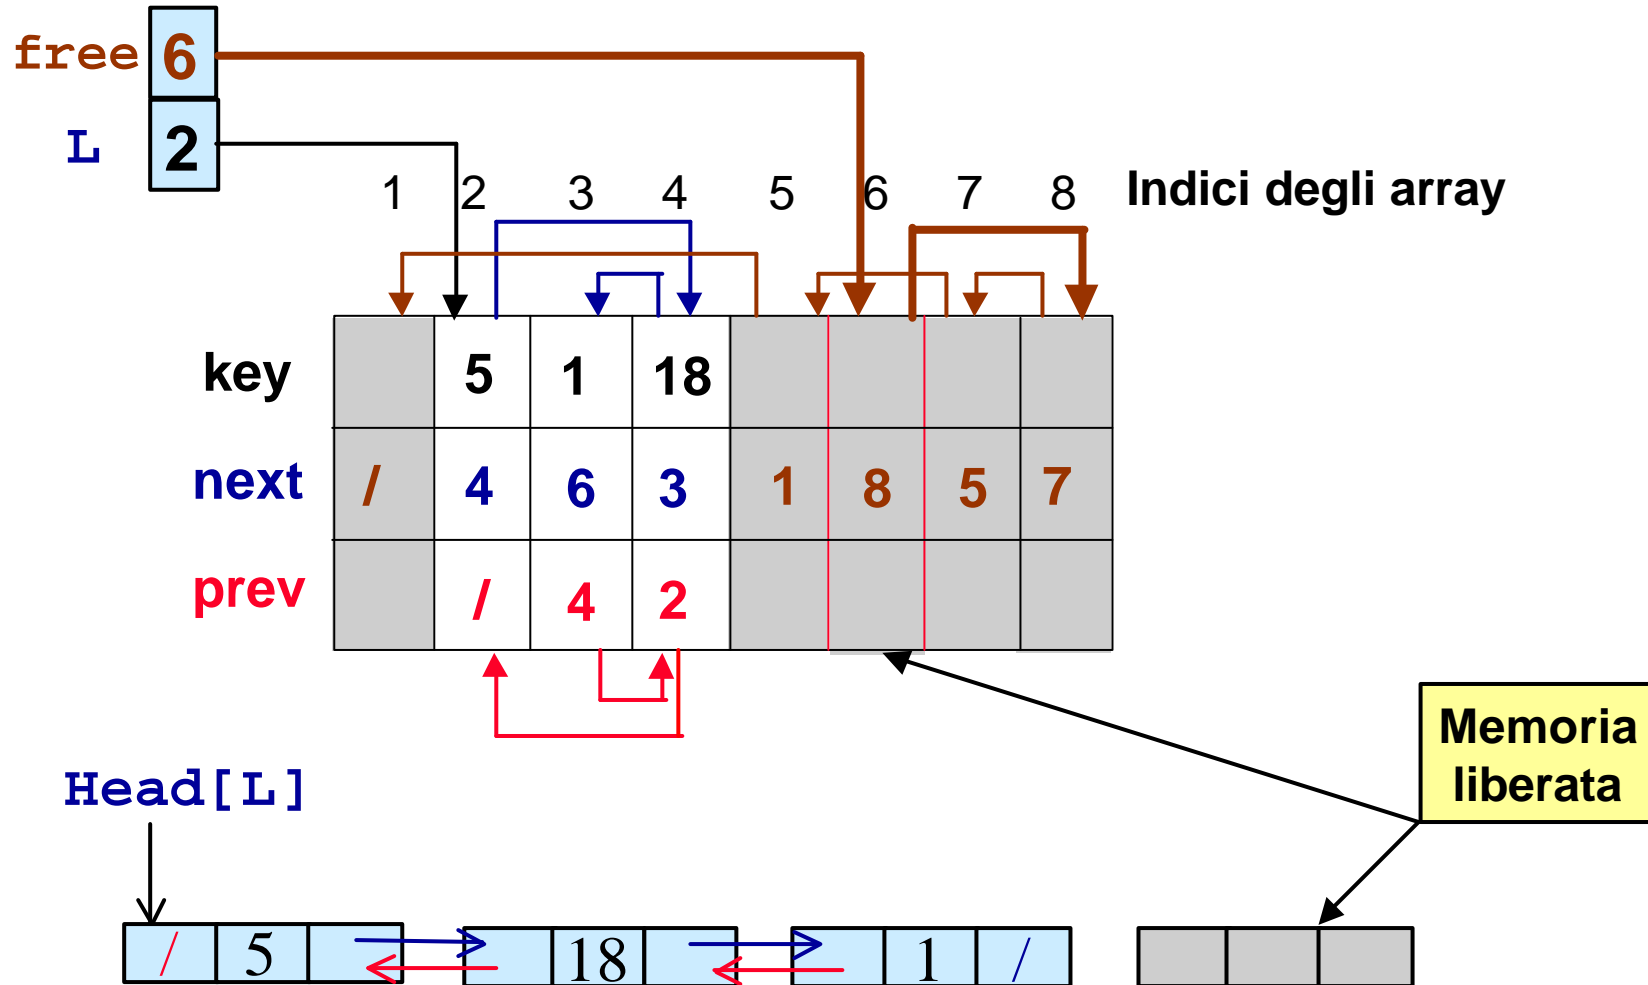 free 6
L 2
1 2 3 4 5 6 7 8 Indici degli array
key 5 1 18
next / 4 6 3 1 8 5 7
prev / 4 2
Memoria
liberata
Head[L]
/ 5 18 1 /